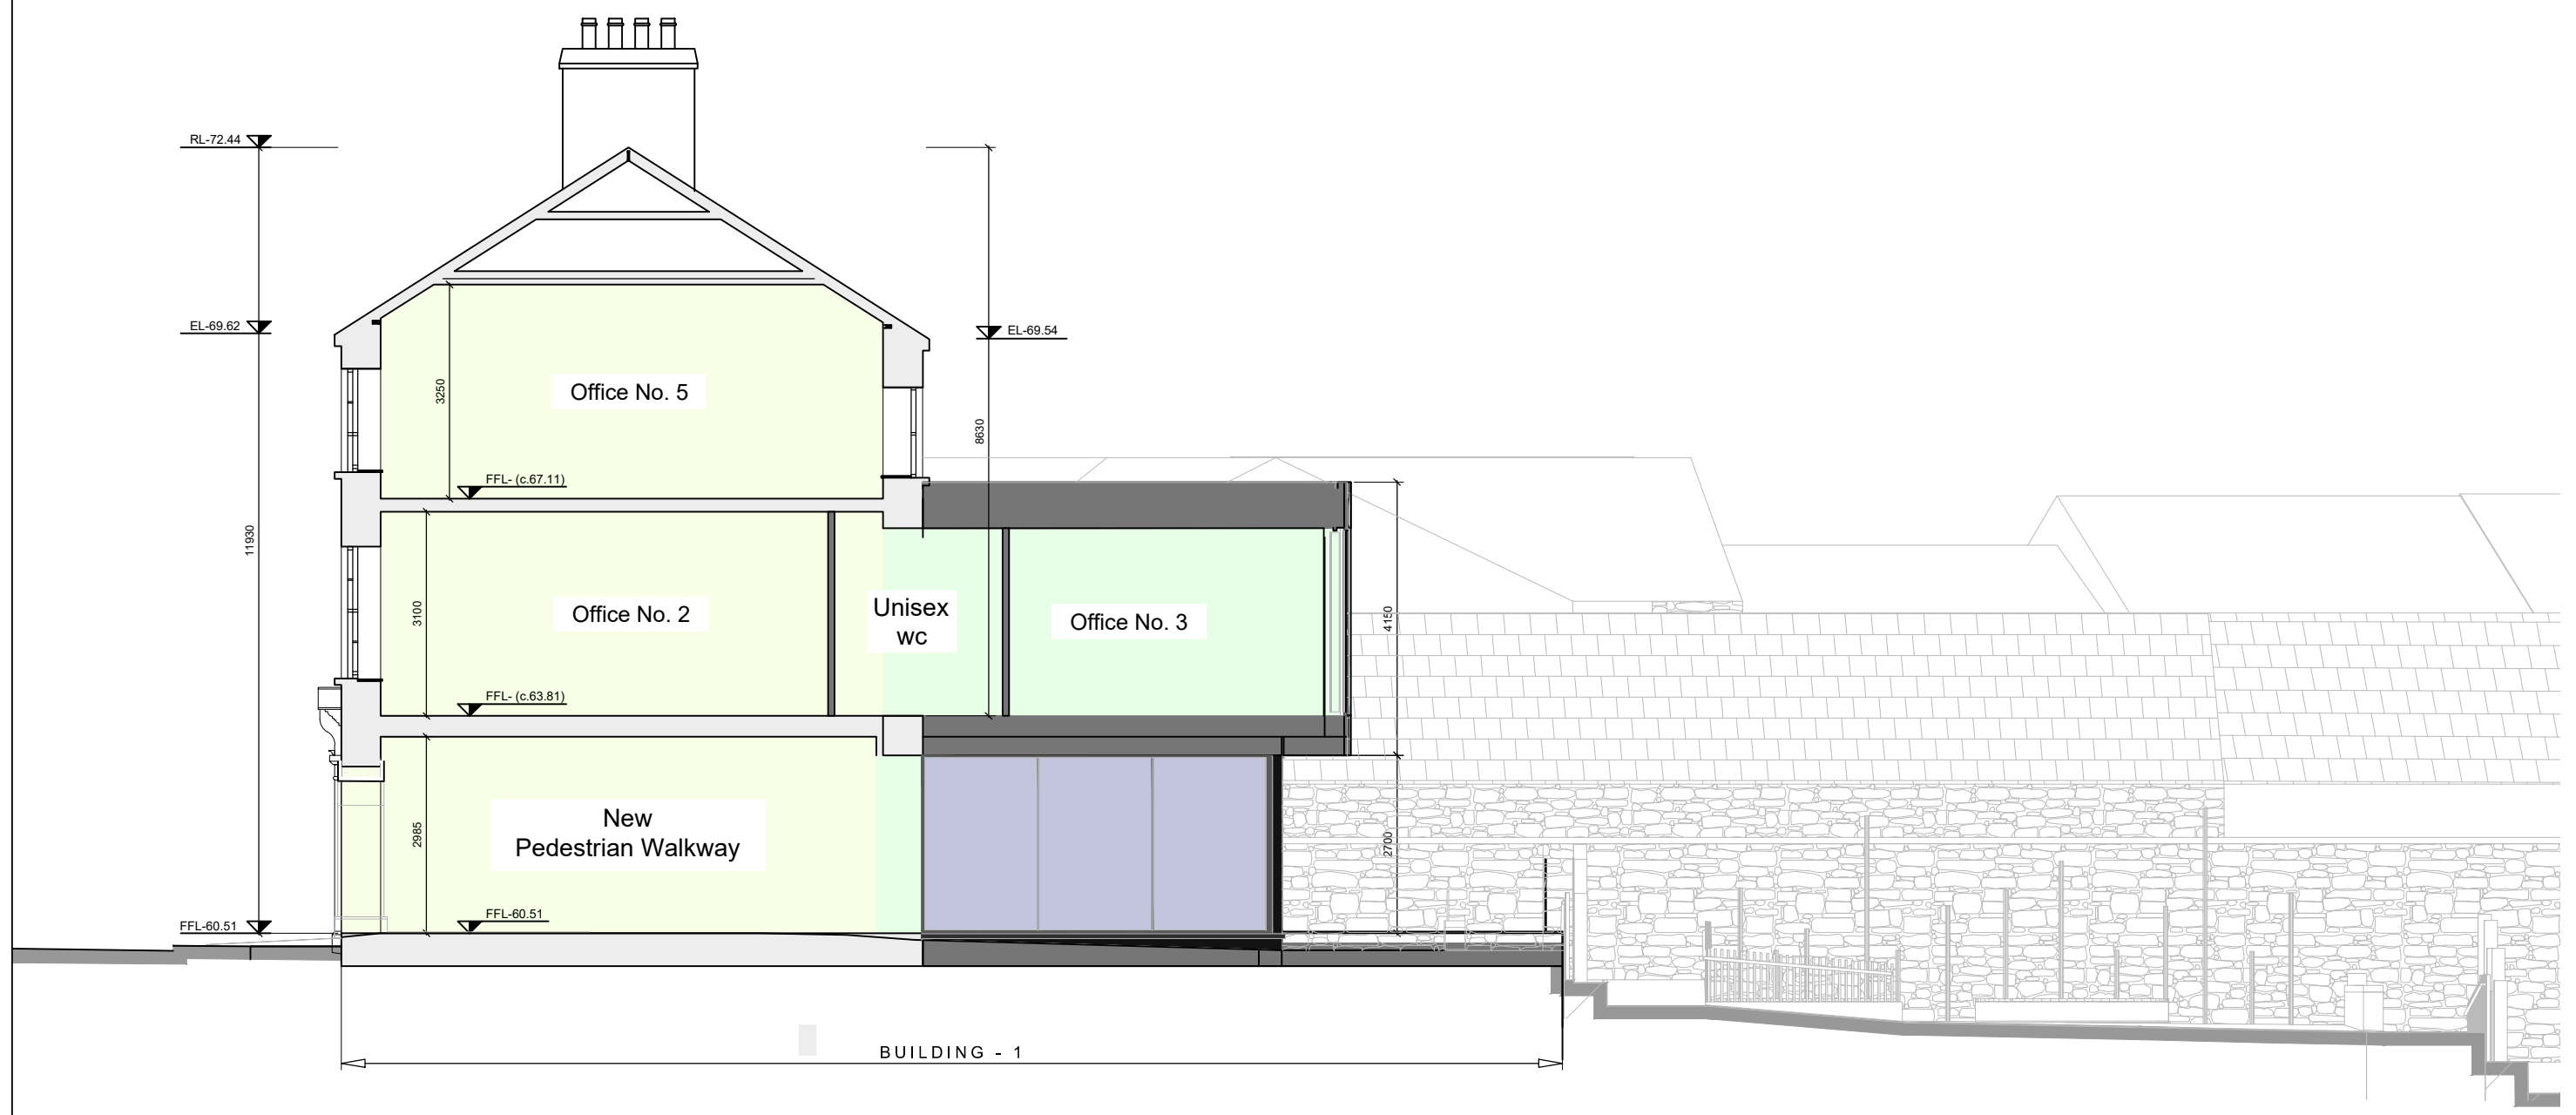 RL-72.44
EL-69.62
EL-69.54
3250
Office No. 5
8630
FFL- (c.67.11)
11930
3100
Office No. 2
Unisex
wc
Office No. 3
4150
FFL- (c.63.81)
New
Pedestrian Walkway
2985
2700
FFL-60.51
FFL-60.51
BUILDING - 1